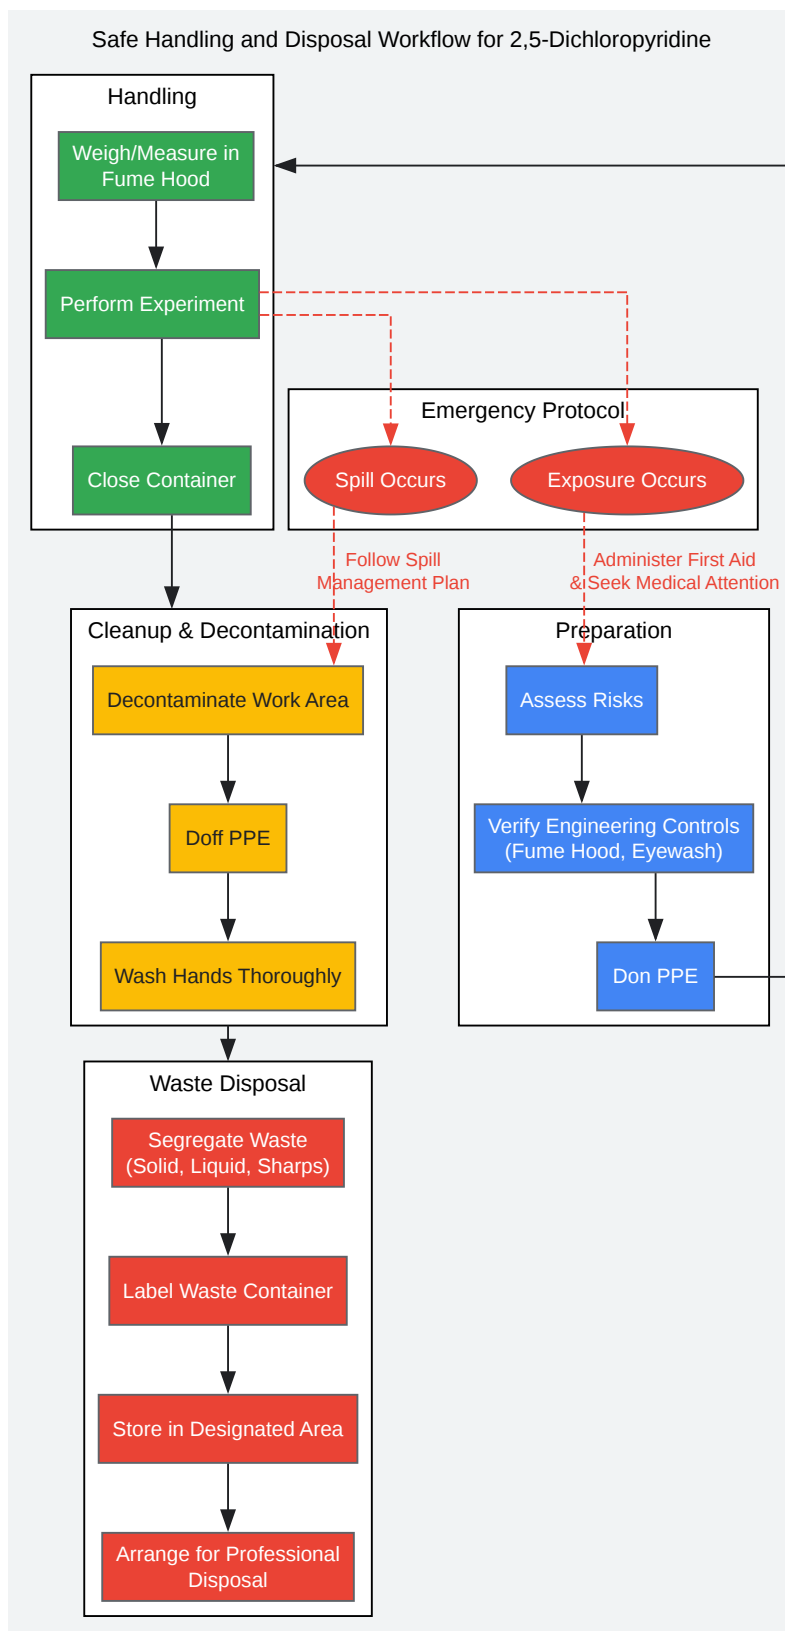 Safe Handling and Disposal Workflow for 2,5-Dichloropyridine
Handling
Weigh/Measure in
Fume Hood
Perform Experiment
Close Container
Emergency Protocol
Spill Occurs
Exposure Occurs
Follow Spill
Management Plan
Administer First Aid
& Seek Medical Attention
Cleanup & Decontamination
Decontaminate Work Area
Doff PPE
Wash Hands Thoroughly
Preparation
Assess Risks
Verify Engineering Controls
(Fume Hood, Eyewash)
Don PPE
Waste Disposal
Segregate Waste
(Solid, Liquid, Sharps)
Label Waste Container
Store in Designated Area
Arrange for Professional
Disposal